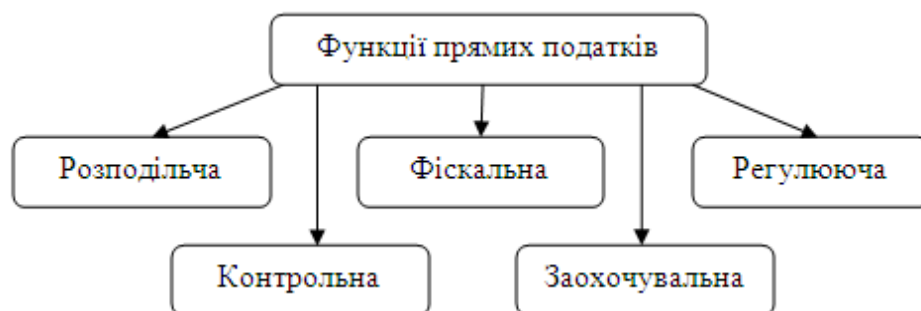 Функції прямих податків
Розподільча
Фіскальна
Регулююча
Контрольна
Заохочувальна